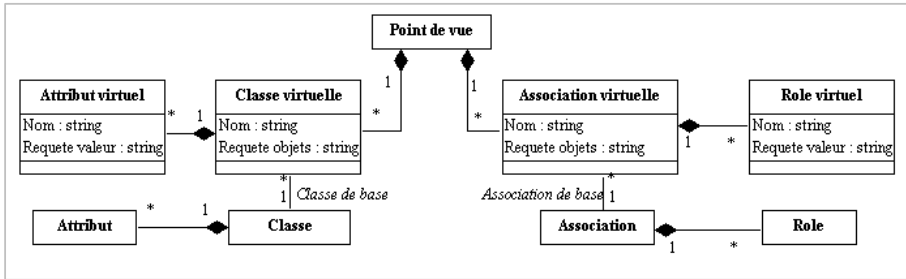 Point de vue
1
1
*
*
Attribut virtuel
Nom : string
Requete valeur : string
*
1
Classe virtuelle
Nom : string
Requete objets : string
Association virtuelle
Nom : string
Requete objets : string
1
*
Role virtuel
Nom : string
Requete valeur : string
*
1
Classe de base
*
1
Association de base
Attribut
*
1
Classe
Association
1
*
Role